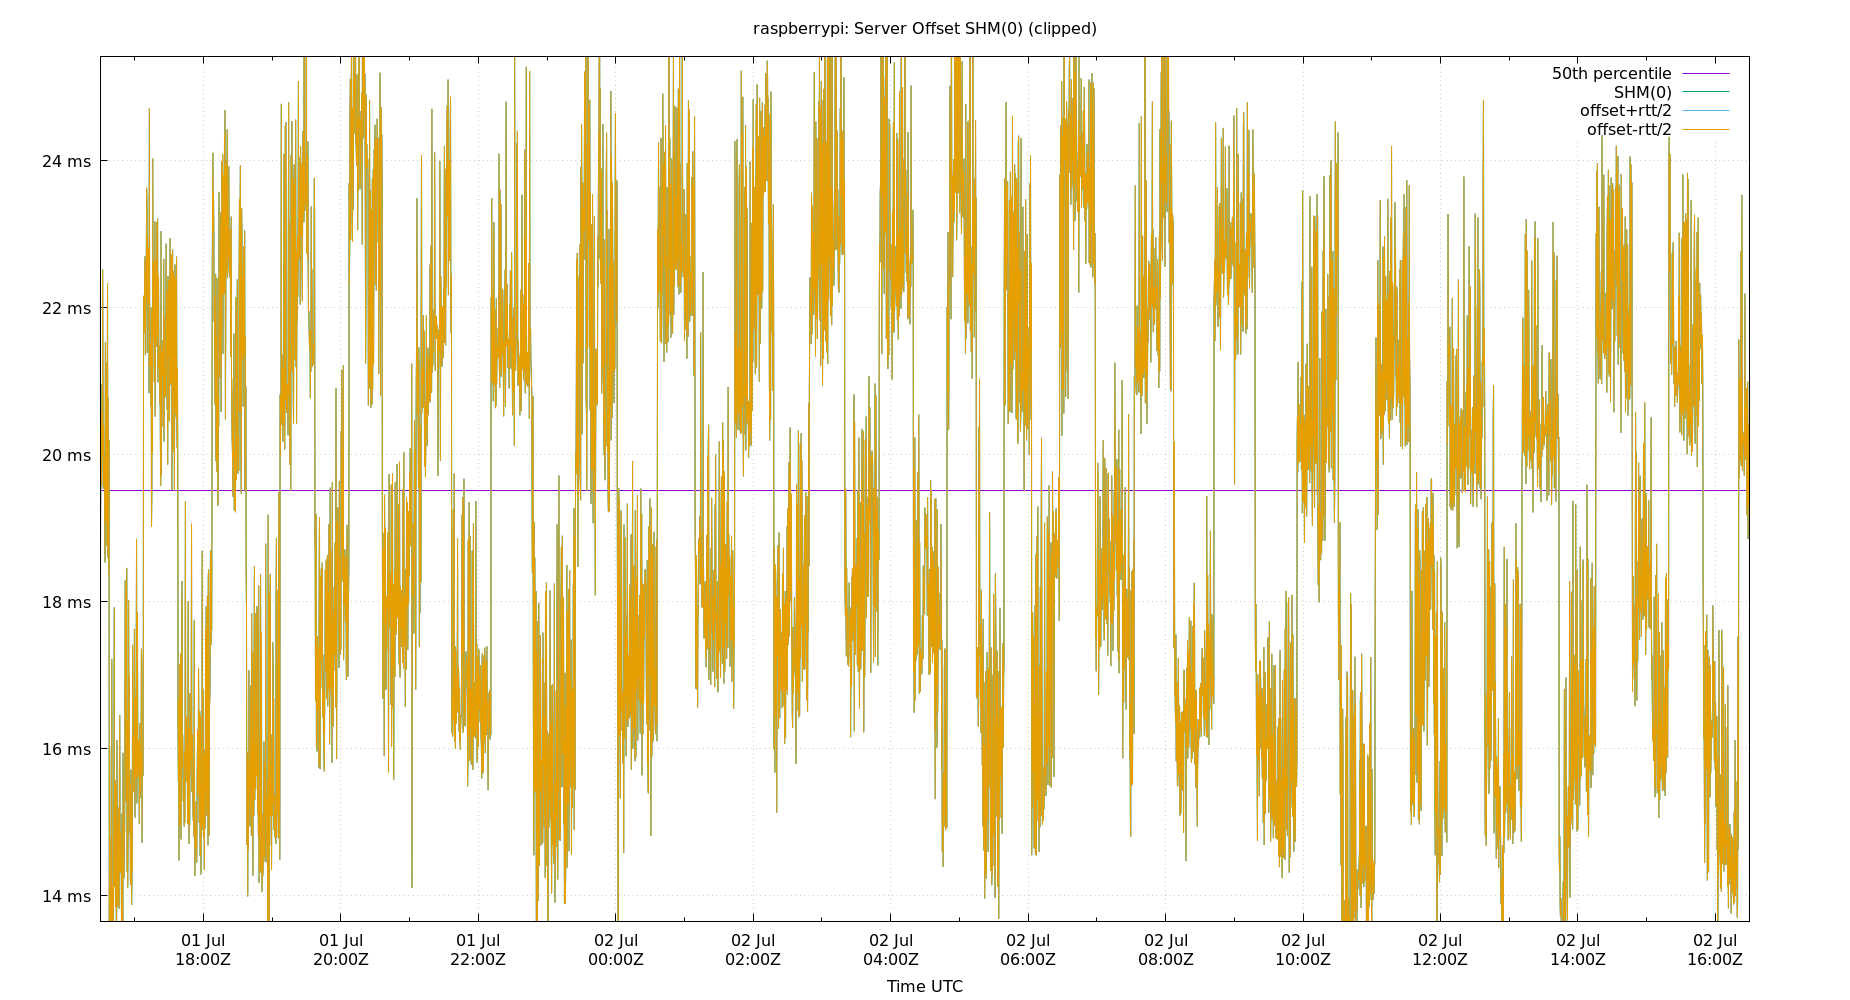 raspberrypi: Server Offset SHM(0) (clipped)
50th percentile
SHM(0)
offset+rtt/2
offset-rtt/2
24 ms
22 ms
20 ms
18 ms
16 ms
14 ms
01 Jul 01 Jul 01 Jul 02 Jul 02 Jul 02 Jul 02 Jul 02 Jul 02 Jul 02 Jul 02 Jul 02 Jul
18:00Z 20:00Z 22:00Z 00:00Z 02:00Z 04:00Z 06:00Z 08:00Z 10:00Z 12:00Z 14:00Z 16:00Z
Time UTC